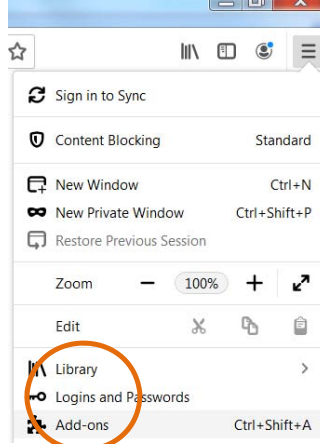 Sign in to Sync
Content Blocking Standard
New Window Ctrl+N
New Private Window Ctrl+Shift+P
Restore Previous Session
Zoom 100%
Edit
Library
Logins and Passwords
Add-ons Ctrl+Shift+A